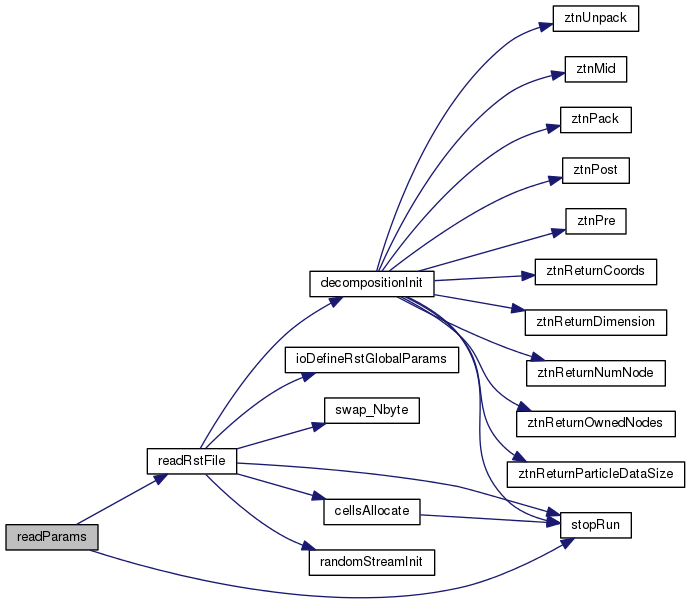 ztnUnpack
ztnMid
ztnPack
ztnPost
ztnPre
ztnReturnCoords
decompositionInit
ztnReturnDimension
ioDefineRstGlobalParams
ztnReturnNumNode
swap_Nbyte
ztnReturnOwnedNodes
readRstFile
ztnReturnParticleDataSize
cellsAllocate
stopRun
readParams
randomStreamInit